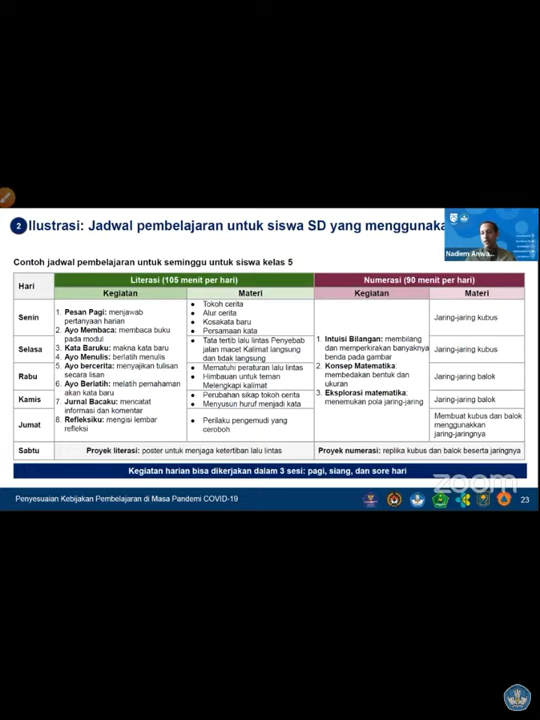 2 Ilustrasi: Jadwal pembelajaran untuk siswa SD yang menggunaka
Nadiem Anwa...
Contoh jadwal pembelajaran untuk seminggu untuk siswa kelas 5
Hari
Literasi (105 menit per hari)
Numerasi (90 menit per hari)
Kegiatan
Materi
Kegiatan
Materi
Senin
Selasa
Rabu
Kamis
Jumat
1. Pesan Pagi: menjawab
pertanyaan harian
2. Ayo Membaca: membaca buku
pada modul
3. Kata Baruku: makna kata baru
4. Ayo Menulis: berlatih menulis
5. Ayo bercerita: menyajikan tulisan
secara lisan
6. Ayo Berlatih: melatih pemahaman
akan kata baru
7. Jurnal Bacaku: mencatat
informasi dan komentar
8. Refleksiku: mengisi lembar
refleksi
● Tokoh cerita
● Alur cerita
● Kosakata baru
● Persamaan kata
● Tata tertib lalu lintas Penyebab
jalan macet Kalimat langsung
dan tidak langsung
● Mematuhi peraturan lalu lintas
● Himbauan untuk teman
Melengkapi kalimat
● Perubahan sikap tokoh cerita
● Menyusun huruf menjadi kata
● Perilaku pengemudi yang
ceroboh
1. Intuisi Bilangan: membilang
dan memperkirakan banyaknya
benda pada gambar
2. Konsep Matematika:
membedakan bentuk dan
ukuran
3. Eksplorasi matematika:
menemukan pola jaring-jaring
Jaring-jaring kubus
Jaring-jaring kubus
Jaring-jaring balok
Jaring-jaring balok
Membuat kubus dan balok
menggunakkan
jaring-jaringnya
Sabtu
Proyek literasi: poster untuk menjaga ketertiban lalu lintas
Proyek numerasi: replika kubus dan balok beserta jaringnya
Kegiatan harian bisa dikerjakan dalam 3 sesi: pagi, siang, dan sore hari
zoom
Penyesuaian Kebijakan Pembelajaran di Masa Pandemi COVID-19
23